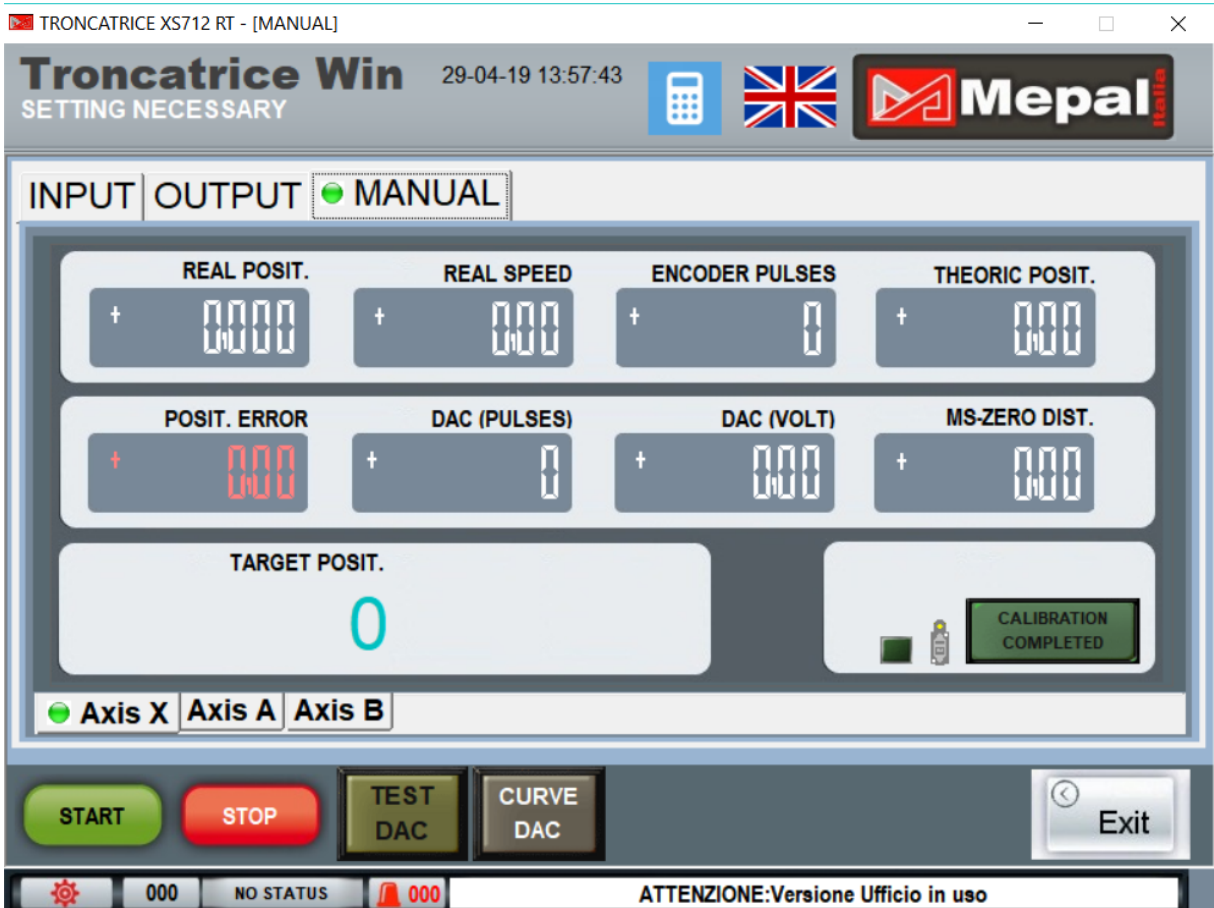 TRONCATRICE XS712 RT - [MANUAL]
Troncatrice Win
29-04-19 13:57:43
SETTING NECESSARY
Mepal
Italia
INPUT OUTPUT MANUAL
REAL POSIT. REAL SPEED ENCODER PULSES THEORIC POSIT.
+ 0,000 + 0,00 + 0 + 0,00
POSIT. ERROR DAC (PULSES) DAC (VOLT) MS-ZERO DIST.
+ 0,00 + 0 + 0,00 + 0,00
TARGET POSIT.
0
CALIBRATION
COMPLETED
Axis X Axis A Axis B
START STOP
TEST
DAC
CURVE
DAC
Exit
000 NO STATUS 000 ATTENZIONE:Versione Ufficio in uso